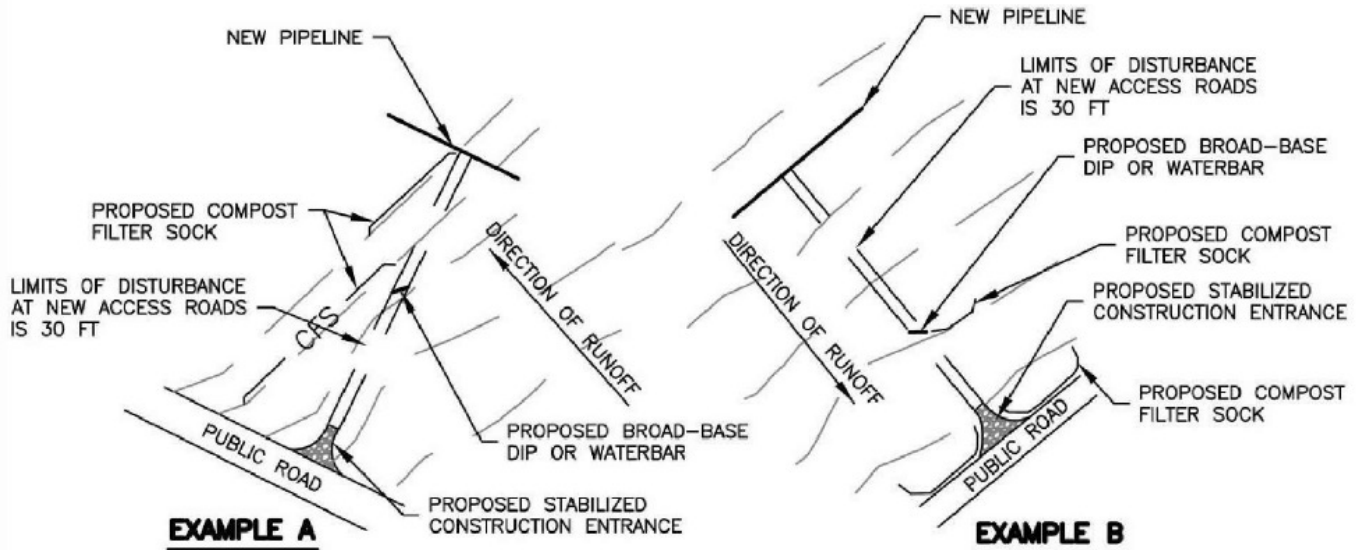 NEW PIPELINE
PROPOSED COMPOST
FILTER SOCK
LIMITS OF DISTURBANCE
AT NEW ACCESS ROADS
IS 30 FT
CFS
DIRECTION OF RUNOFF
PUBLIC ROAD
PROPOSED BROAD-BASE
DIP OR WATERBAR
PROPOSED STABILIZED
CONSTRUCTION ENTRANCE
EXAMPLE A
NEW PIPELINE
LIMITS OF DISTURBANCE
AT NEW ACCESS ROADS
IS 30 FT
PROPOSED BROAD-BASE
DIP OR WATERBAR
PROPOSED COMPOST
FILTER SOCK
PROPOSED STABILIZED
CONSTRUCTION ENTRANCE
DIRECTION OF RUNOFF
PROPOSED COMPOST
FILTER SOCK
PUBLIC ROAD
EXAMPLE B